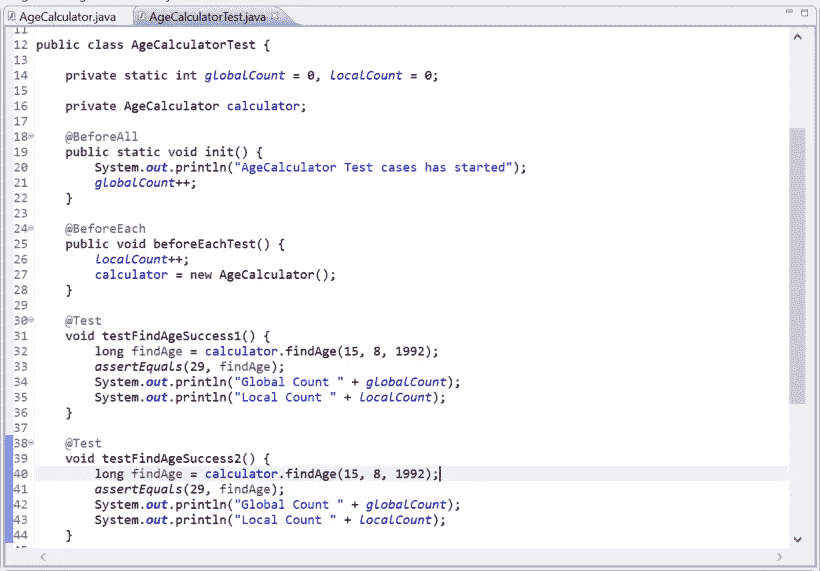 AgeCalculator.java AgeCalculatorTest.java
11
12 public class AgeCalculatorTest {
13
14 private static int globalCount = 0, localCount = 0;
15
16 private AgeCalculator calculator;
17
18 @BeforeAll
19 public static void init() {
20 System.out.println("AgeCalculator Test cases has started");
21 globalCount++;
22 }
23
24 @BeforeEach
25 public void beforeEachTest() {
26 localCount++;
27 calculator = new AgeCalculator();
28 }
29
30 @Test
31 void testFindAgeSuccess1() {
32 long findAge = calculator.findAge(15, 8, 1992);
33 assertEquals(29, findAge);
34 System.out.println("Global Count " + globalCount);
35 System.out.println("Local Count " + localCount);
36 }
37
38 @Test
39 void testFindAgeSuccess2() {
40 long findAge = calculator.findAge(15, 8, 1992);
41 assertEquals(29, findAge);
42 System.out.println("Global Count " + globalCount);
43 System.out.println("Local Count " + localCount);
44 }